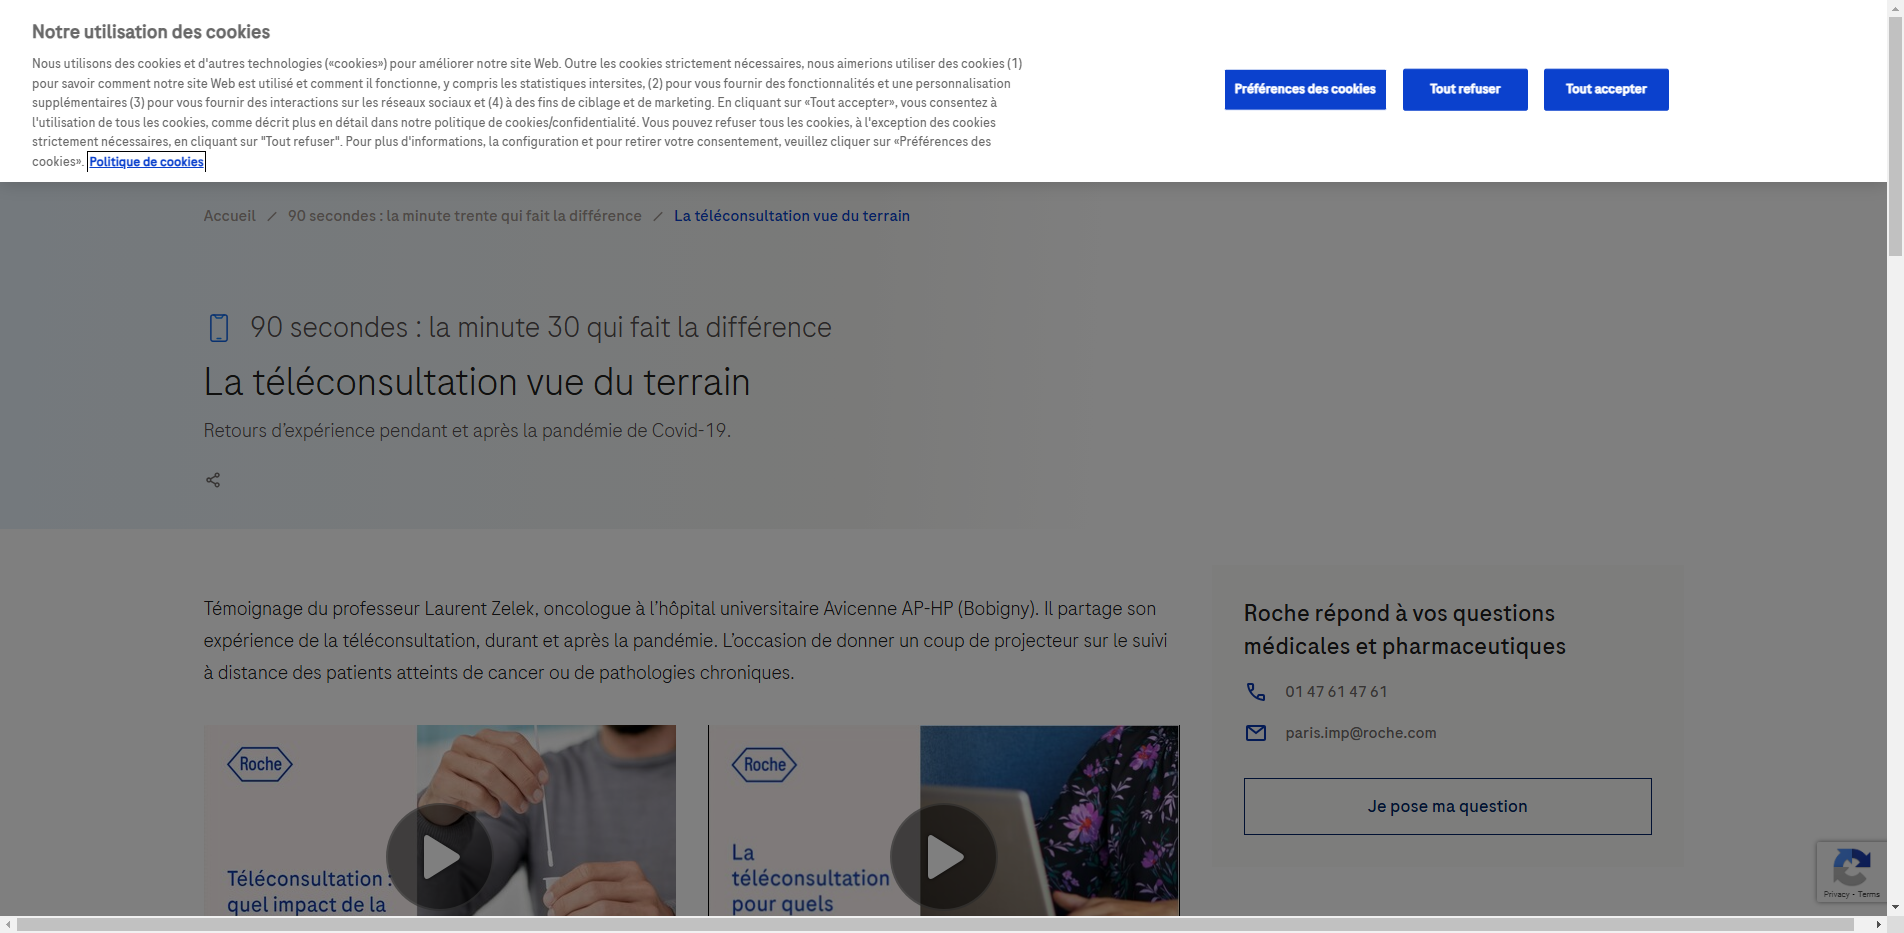 Notre utilisation des cookies
Nous utilisons des cookies et d'autres technologies («cookies») pour améliorer notre site Web. Outre les cookies strictement nécessaires, nous aimerions utiliser des cookies (1)
pour savoir comment notre site Web est utilisé et comment il fonctionne, y compris les statistiques intersites, (2) pour vous fournir des fonctionnalités et une personnalisation
supplémentaires (3) pour vous fournir des interactions sur les réseaux sociaux et (4) à des fins de ciblage et de marketing. En cliquant sur «Tout accepter», vous consentez à
l'utilisation de tous les cookies, comme décrit plus en détail dans notre politique de cookies/confidentialité. Vous pouvez refuser tous les cookies, à l'exception des cookies
strictement nécessaires, en cliquant sur "Tout refuser". Pour plus d'informations, la configuration et pour retirer votre consentement, veuillez cliquer sur «Préférences des
cookies». Politique de cookies
Préférences des cookies
Tout refuser
Tout accepter
Accueil / 90 secondes : la minute trente qui fait la différence / La téléconsultation vue du terrain
90 secondes : la minute 30 qui fait la différence
La téléconsultation vue du terrain
Retours d’expérience pendant et après la pandémie de Covid-19.
Témoignage du professeur Laurent Zelek, oncologue à l’hôpital universitaire Avicenne AP-HP (Bobigny). Il partage son
expérience de la téléconsultation, durant et après la pandémie. L’occasion de donner un coup de projecteur sur le suivi
à distance des patients atteints de cancer ou de pathologies chroniques.
Roche
Téléconsultation :
quel impact de la
Roche
La
téléconsultation
pour quels
Roche répond à vos questions
médicales et pharmaceutiques
01 47 61 47 61
paris.imp@roche.com
Je pose ma question
Privacy - Terms